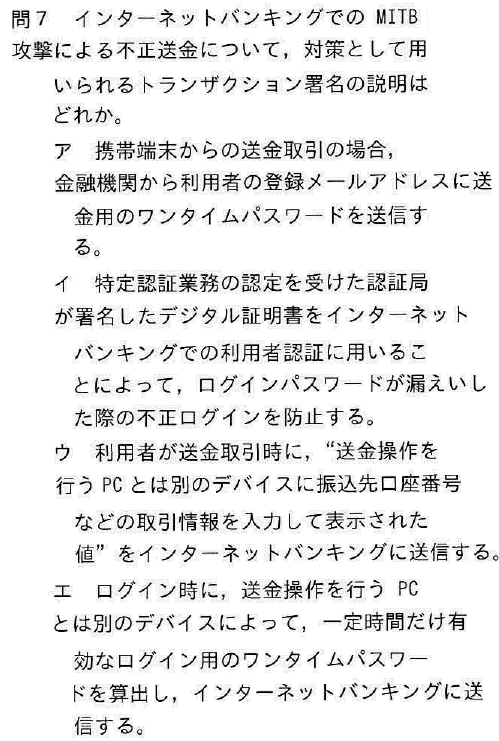 問7 インターネットバンキングでの MITB
攻撃による不正送金について，対策として用
いられるトランザクション署名の説明は
どれか。
ア 携帯端末からの送金取引の場合，
金融機関から利用者の登録メールアドレスに送
金用のワンタイムパスワードを送信す
る。
イ 特定認証業務の認定を受けた認証局
が署名したデジタル証明書をインターネット
バンキングでの利用者認証に用いるこ
とによって，ログインパスワードが漏えいし
た際の不正ログインを防止する。
ウ 利用者が送金取引時に，“送金操作を
行う PC とは別のデバイスに振込先口座番号
などの取引情報を入力して表示された
値”をインターネットバンキングに送信する。
エ ログイン時に，送金操作を行う PC
とは別のデバイスによって，一定時間だけ有
効なログイン用のワンタイムパスワー
ドを算出し，インターネットバンキングに送
信する。